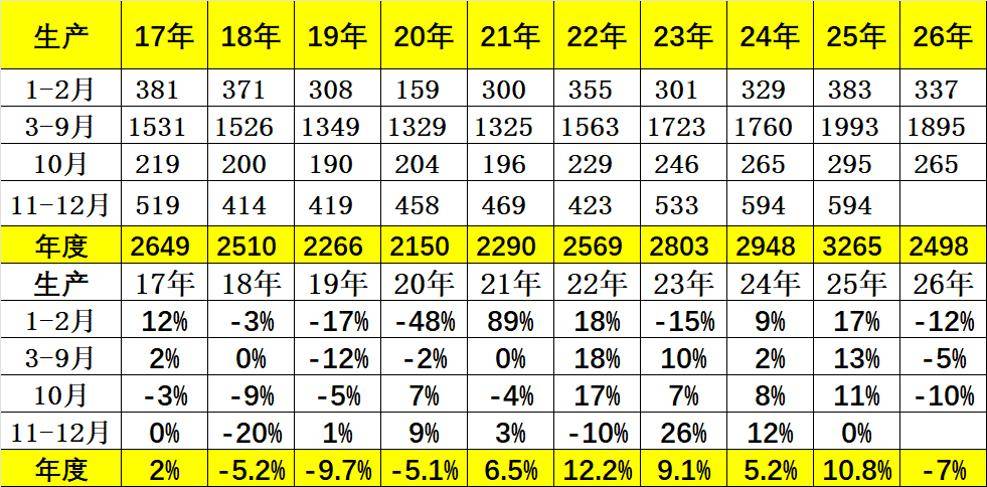 生产 17年 18年 19年 20年 21年 22年 23年 24年 25年 26年
1-2月 381 371 308 159 300 355 301 329 383 337
3-9月 1531 1526 1349 1329 1325 1563 1723 1760 1993 1895
10月 219 200 190 204 196 229 246 265 295 265
11-12月 519 414 419 458 469 423 533 594 594
年度 2649 2510 2266 2150 2290 2569 2803 2948 3265 2498
生产 17年 18年 19年 20年 21年 22年 23年 24年 25年 26年
1-2月 12% -3% -17% -48% 89% 18% -15% 9% 17% -12%
3-9月 2% 0% -12% -2% 0% 18% 10% 2% 13% -5%
10月 -3% -9% -5% 7% -4% 17% 7% 8% 11% -10%
11-12月 0% -20% 1% 9% 3% -10% 26% 12% 0%
年度 2% -5.2% -9.7% -5.1% 6.5% 12.2% 9.1% 5.2% 10.8% -7%